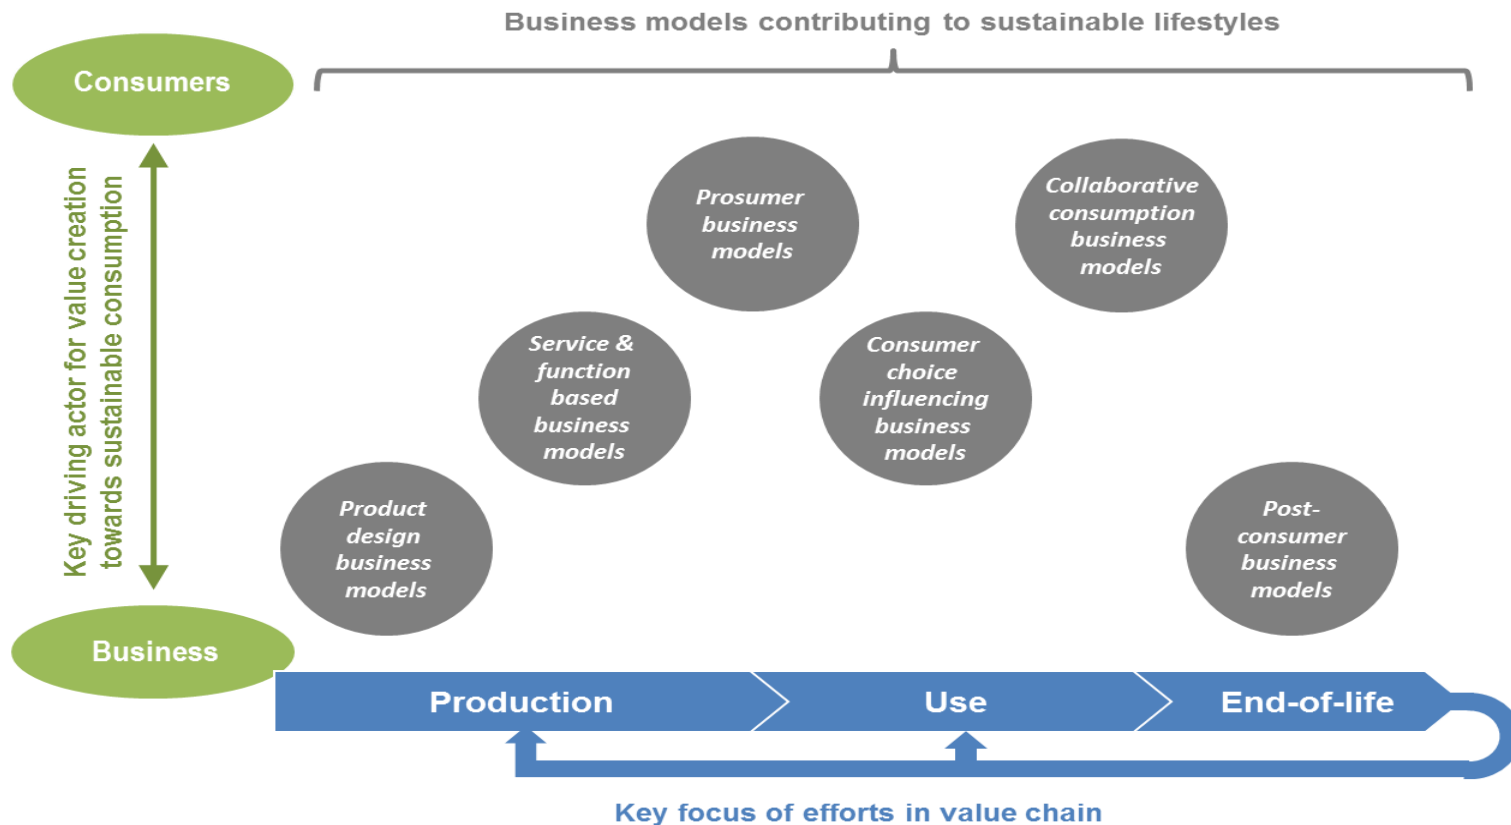 Business models contributing to sustainable lifestyles
Consumers
Key driving actor for value creation
towards sustainable consumption
Business
Prosumer
business
models
Collaborative
consumption
business
models
Service &
function
based
business
models
Consumer
choice
influencing
business
models
Product
design
business
models
Post-
consumer
business
models
Production
Use
End-of-life
Key focus of efforts in value chain